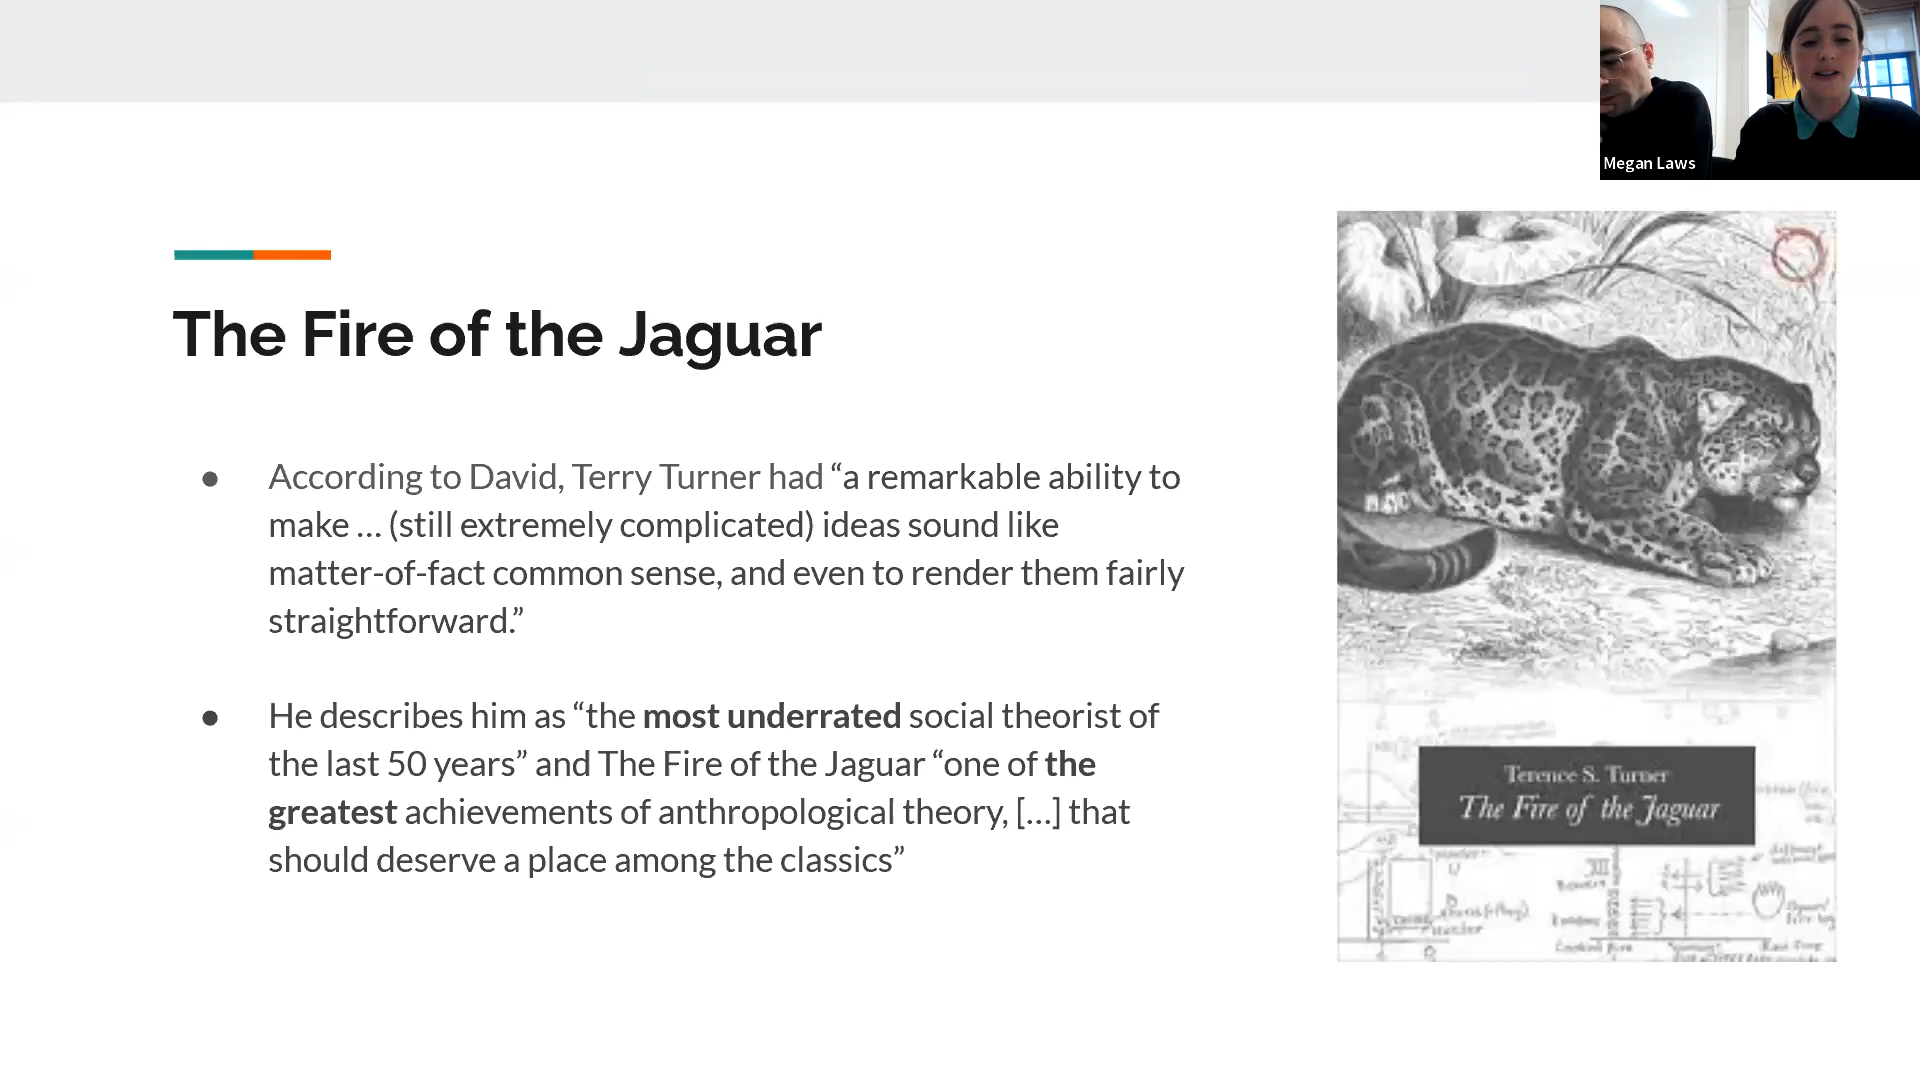 Megan Laws
The Fire of the Jaguar
● According to David, Terry Turner had “a remarkable ability to
make … (still extremely complicated) ideas sound like
matter-of-fact common sense, and even to render them fairly
straightforward.”
● He describes him as “the most underrated social theorist of
the last 50 years” and The Fire of the Jaguar “one of the
greatest achievements of anthropological theory, [...] that
should deserve a place among the classics”
Terence S. Turner
The Fire of the Jaguar